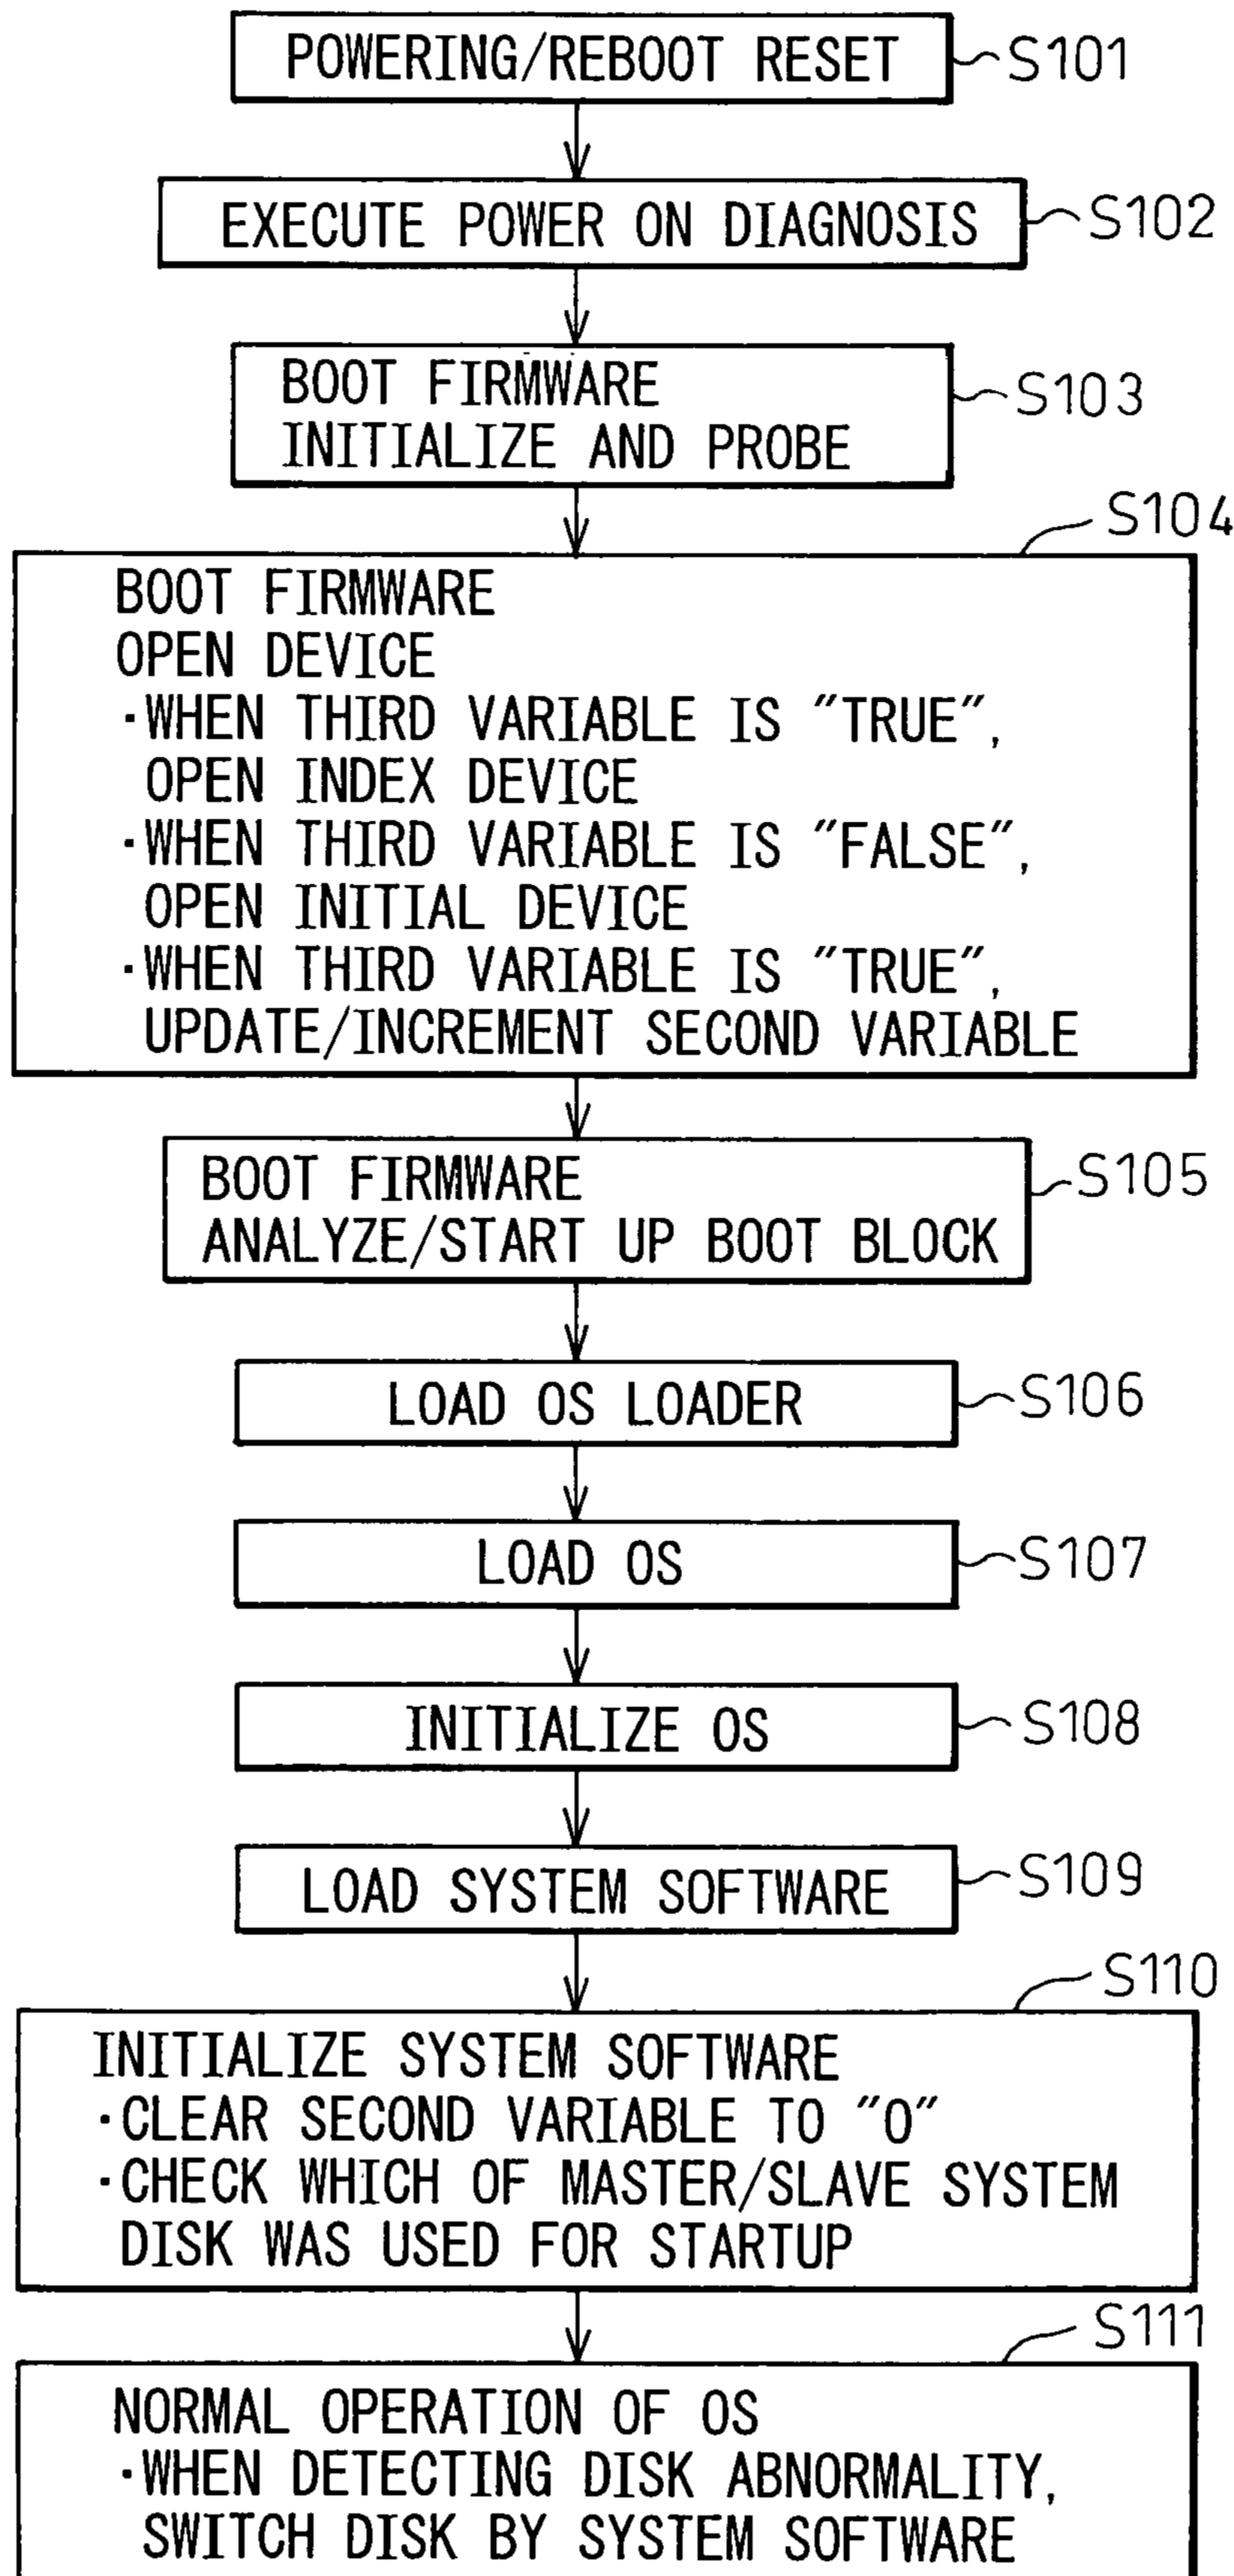 POWERING/REBOOT RESET
S101
EXECUTE POWER ON DIAGNOSIS
S102
BOOT FIRMWARE
INITIALIZE AND PROBE
S103
S104
BOOT FIRMWARE
OPEN DEVICE
·WHEN THIRD VARIABLE IS "TRUE",
OPEN INDEX DEVICE
·WHEN THIRD VARIABLE IS "FALSE",
OPEN INITIAL DEVICE
·WHEN THIRD VARIABLE IS "TRUE",
UPDATE/INCREMENT SECOND VARIABLE
BOOT FIRMWARE
ANALYZE/START UP BOOT BLOCK
S105
LOAD OS LOADER
S106
LOAD OS
S107
INITIALIZE OS
S108
LOAD SYSTEM SOFTWARE
S109
S110
INITIALIZE SYSTEM SOFTWARE
·CLEAR SECOND VARIABLE TO "0"
·CHECK WHICH OF MASTER/SLAVE SYSTEM
DISK WAS USED FOR STARTUP
S111
NORMAL OPERATION OF OS
·WHEN DETECTING DISK ABNORMALITY,
SWITCH DISK BY SYSTEM SOFTWARE